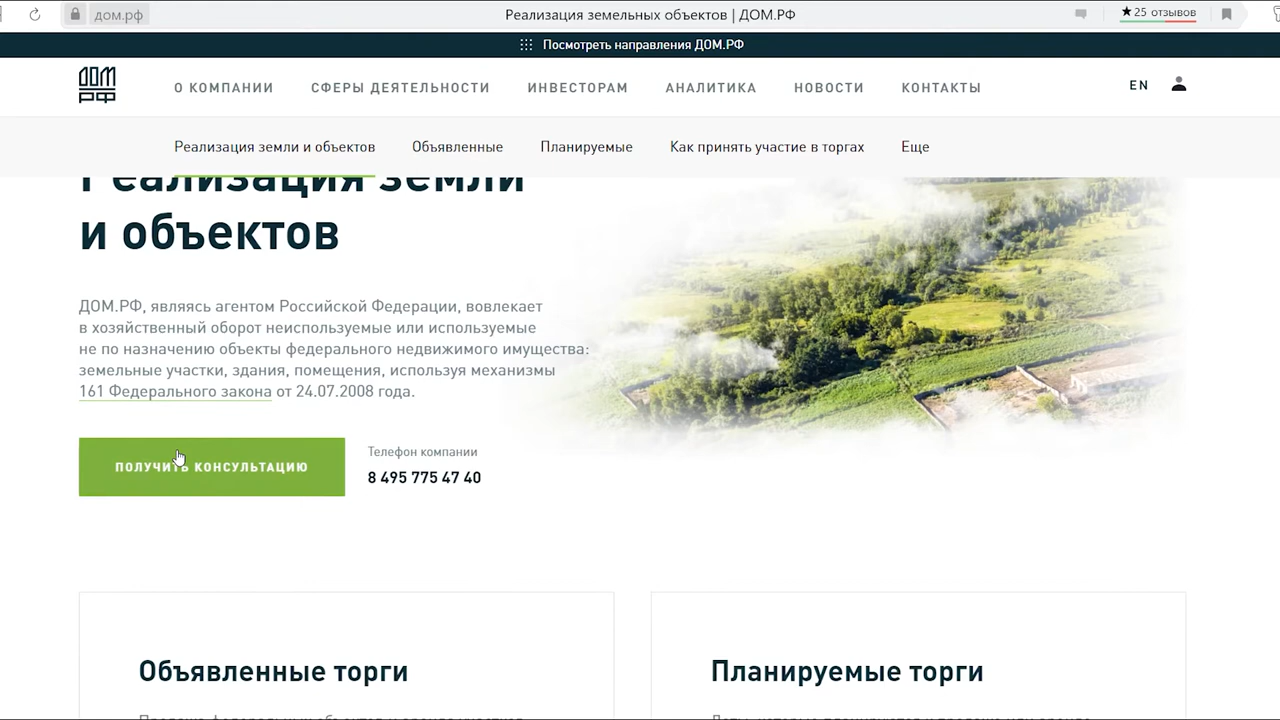 дом.рф
Реализация земельных объектов | ДОМ.РФ
★25 отзывов
Посмотреть направления ДОМ.РФ
ДОМ
РФ
О КОМПАНИИ
СФЕРЫ ДЕЯТЕЛЬНОСТИ
ИНВЕСТОРАМ
АНАЛИТИКА
НОВОСТИ
КОНТАКТЫ
EN
Реализация земли и объектов
Объявленные
Планируемые
Как принять участие в торгах
Еще
Реализация земли
и объектов
ДОМ.РФ, являясь агентом Российской Федерации, вовлекает
в хозяйственный оборот неиспользуемые или используемые
не по назначению объекты федерального недвижимого имущества:
земельные участки, здания, помещения, используя механизмы
161 Федерального закона от 24.07.2008 года.
ПОЛУЧИТЬ КОНСУЛЬТАЦИЮ
Телефон компании
8 495 775 47 40
Объявленные торги
Планируемые торги